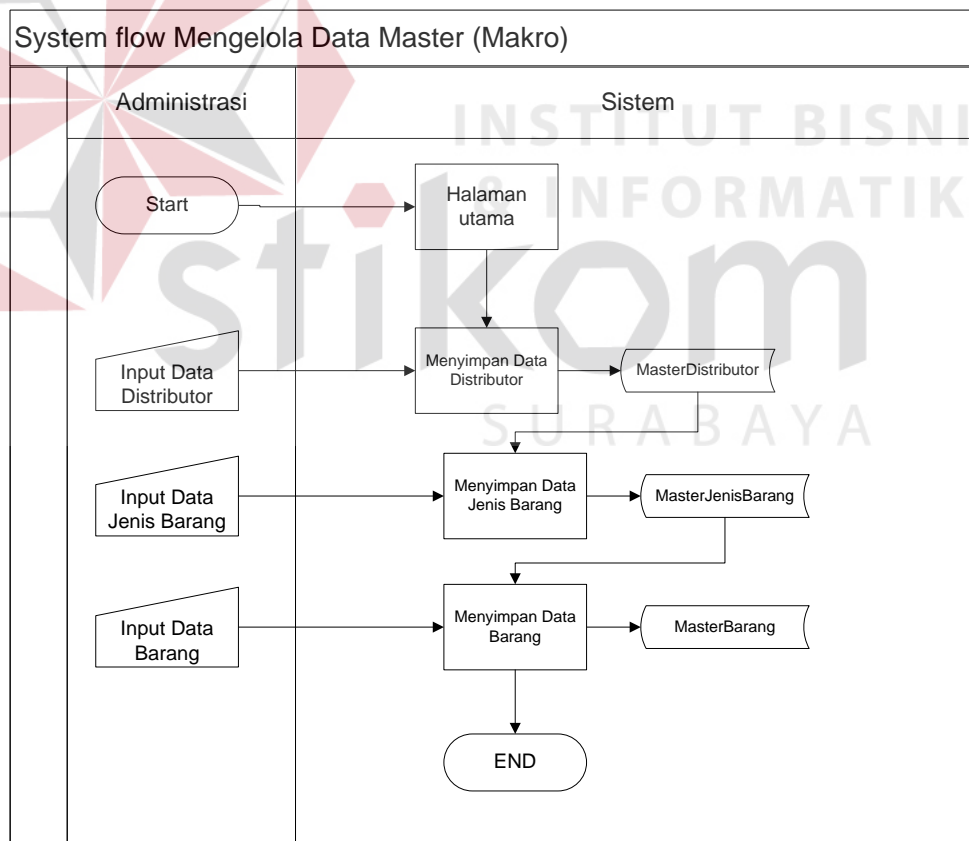 System flow Mengelola Data Master (Makro)
Administrasi
Sistem
INSTITUT BISNI
& INFORMATIK
stikom
SURABAYA
Start
Halaman
utama
Input Data
Distributor
Menyimpan Data
Distributor
MasterDistributor
Input Data
Jenis Barang
Menyimpan Data
Jenis Barang
MasterJenisBarang
Input Data
Barang
Menyimpan Data
Barang
MasterBarang
END